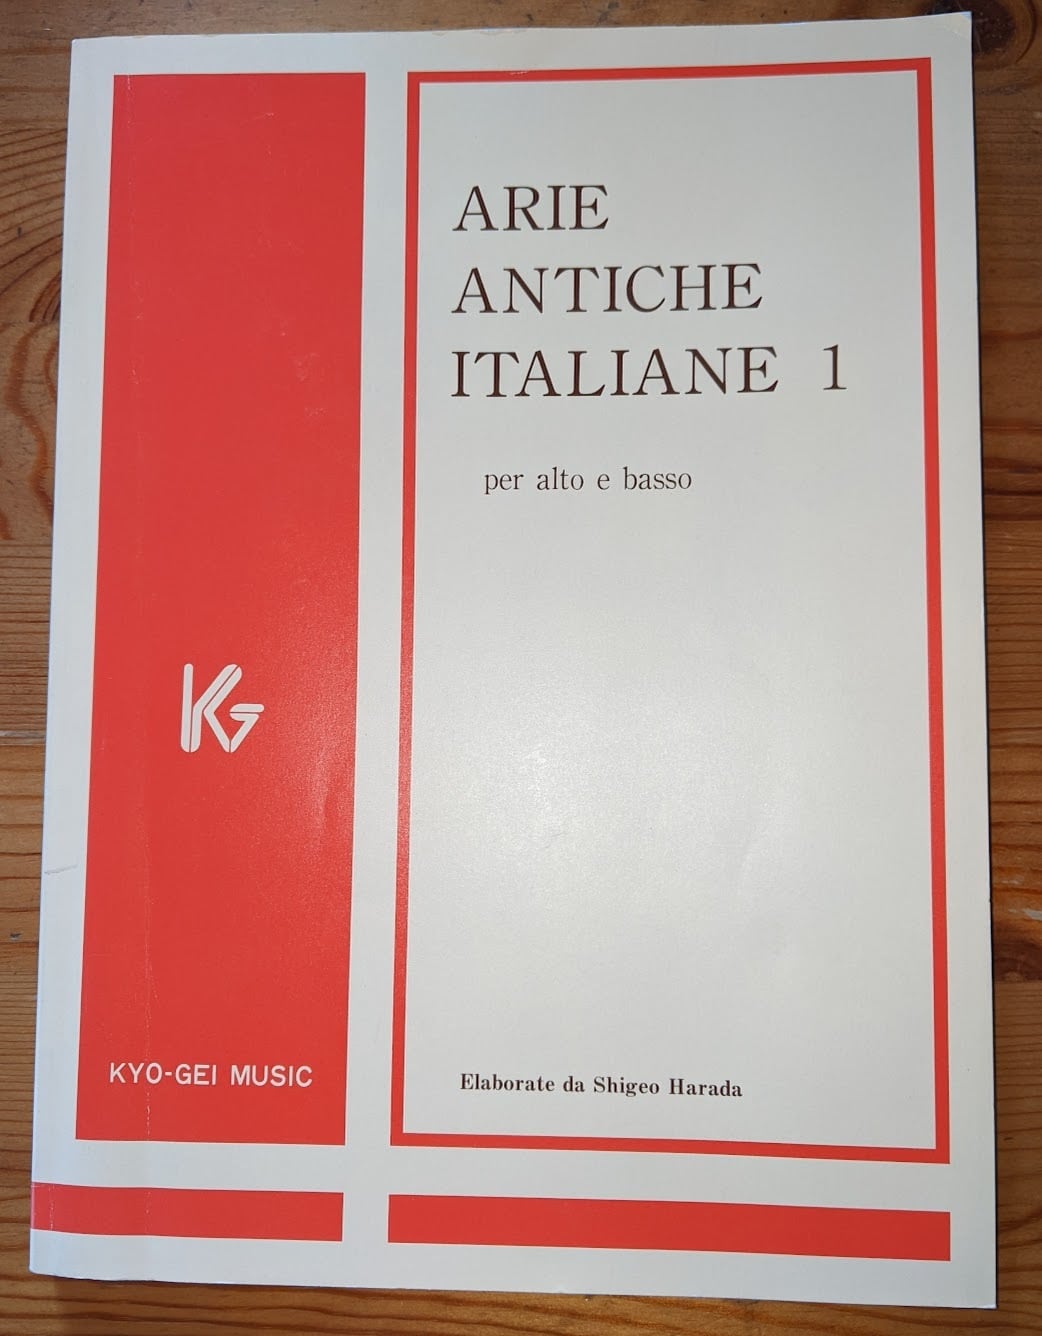 ARIE
ANTICHE
ITALIANE 1
per alto e basso
KG
KYO-GEI MUSIC
Elaborate da Shigeo Harada